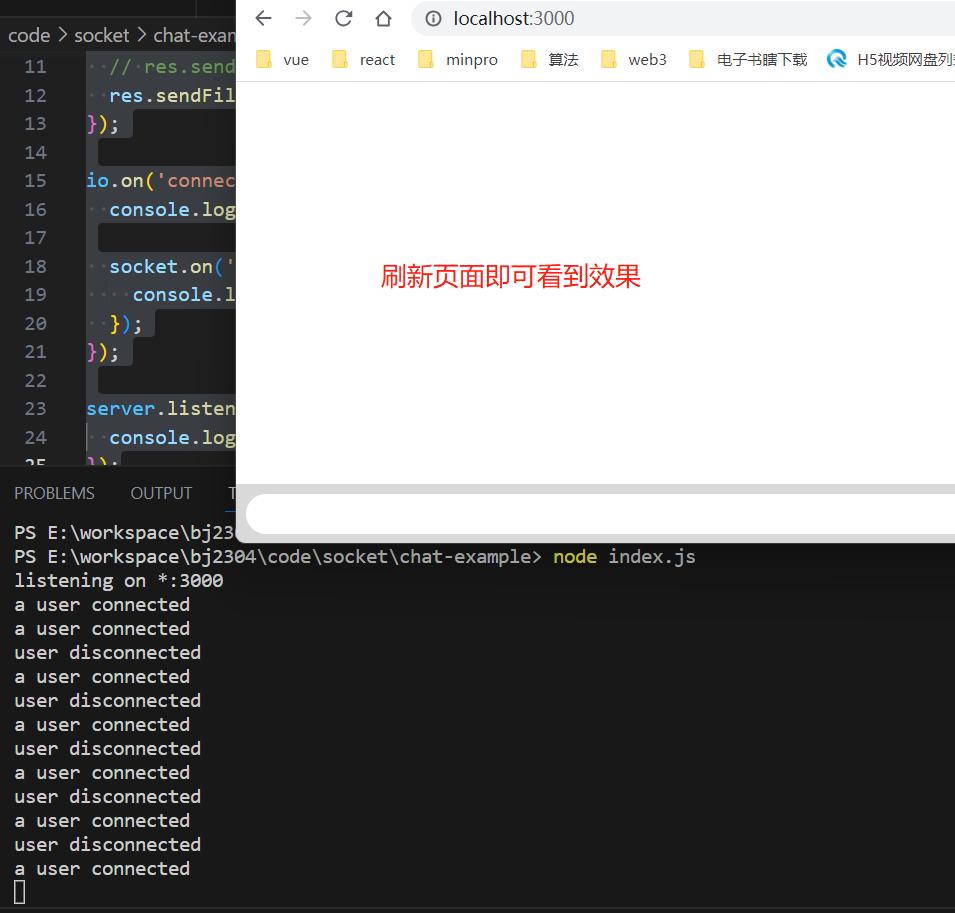 code > socket > chat-exam
localhost:3000
vue react minpro 算法 web3 电子书瞎下载 H5视频网盘列
11 // res.send
12 res.sendFil
13 });
14
15 io.on('connec
16 console.log
17
18 socket.on('
19 console.l
20 });
21 });
22
23 server.listen
24 console.log
25 });
刷新页面即可看到效果
PROBLEMS OUTPUT T
PS E:\workspace\bj230
PS E:\workspace\bj2304\code\socket\chat-example> node index.js
listening on *:3000
a user connected
a user connected
user disconnected
a user connected
user disconnected
a user connected
user disconnected
a user connected
user disconnected
a user connected
user disconnected
a user connected